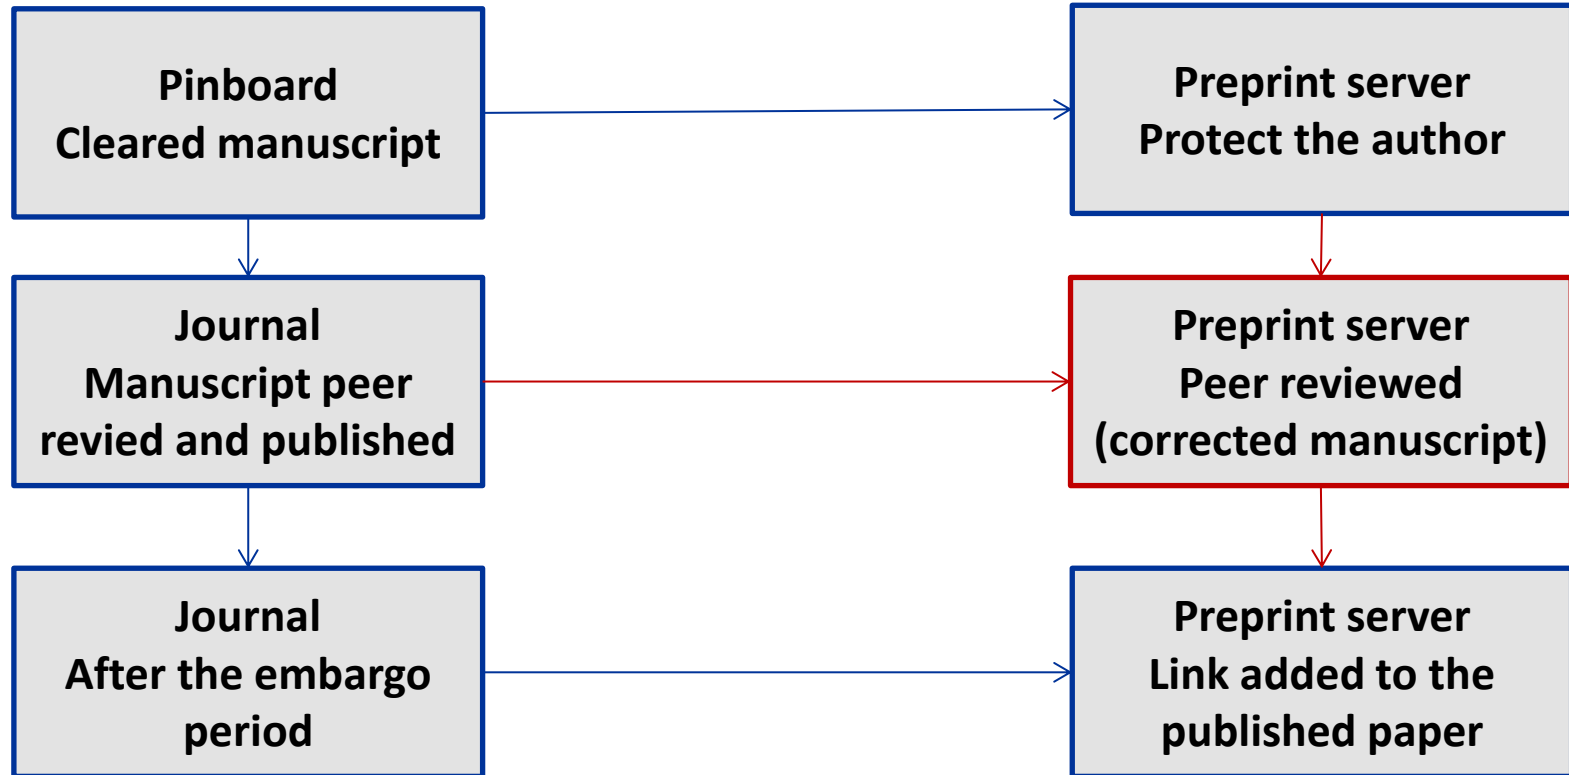 Pinboard
Cleared manuscript
Preprint server
Protect the author
Journal
Manuscript peer
revied and published
Preprint server
Peer reviewed
(corrected manuscript)
Journal
After the embargo
period
Preprint server
Link added to the
published paper